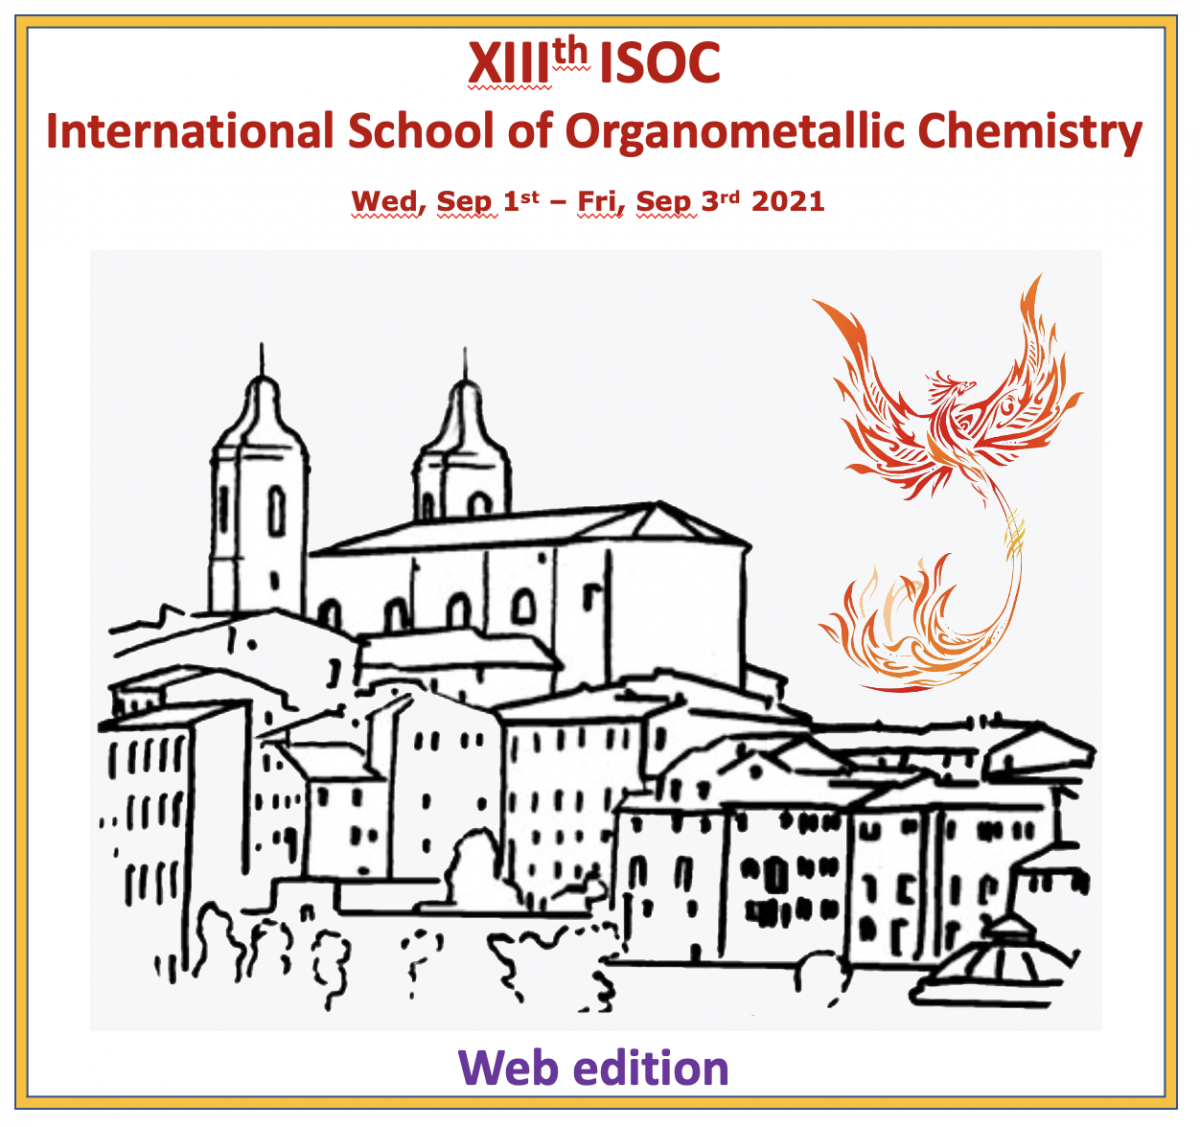 XIIIth ISOC
International School of Organometallic Chemistry
Wed, Sep 1st – Fri, Sep 3rd 2021
Web edition